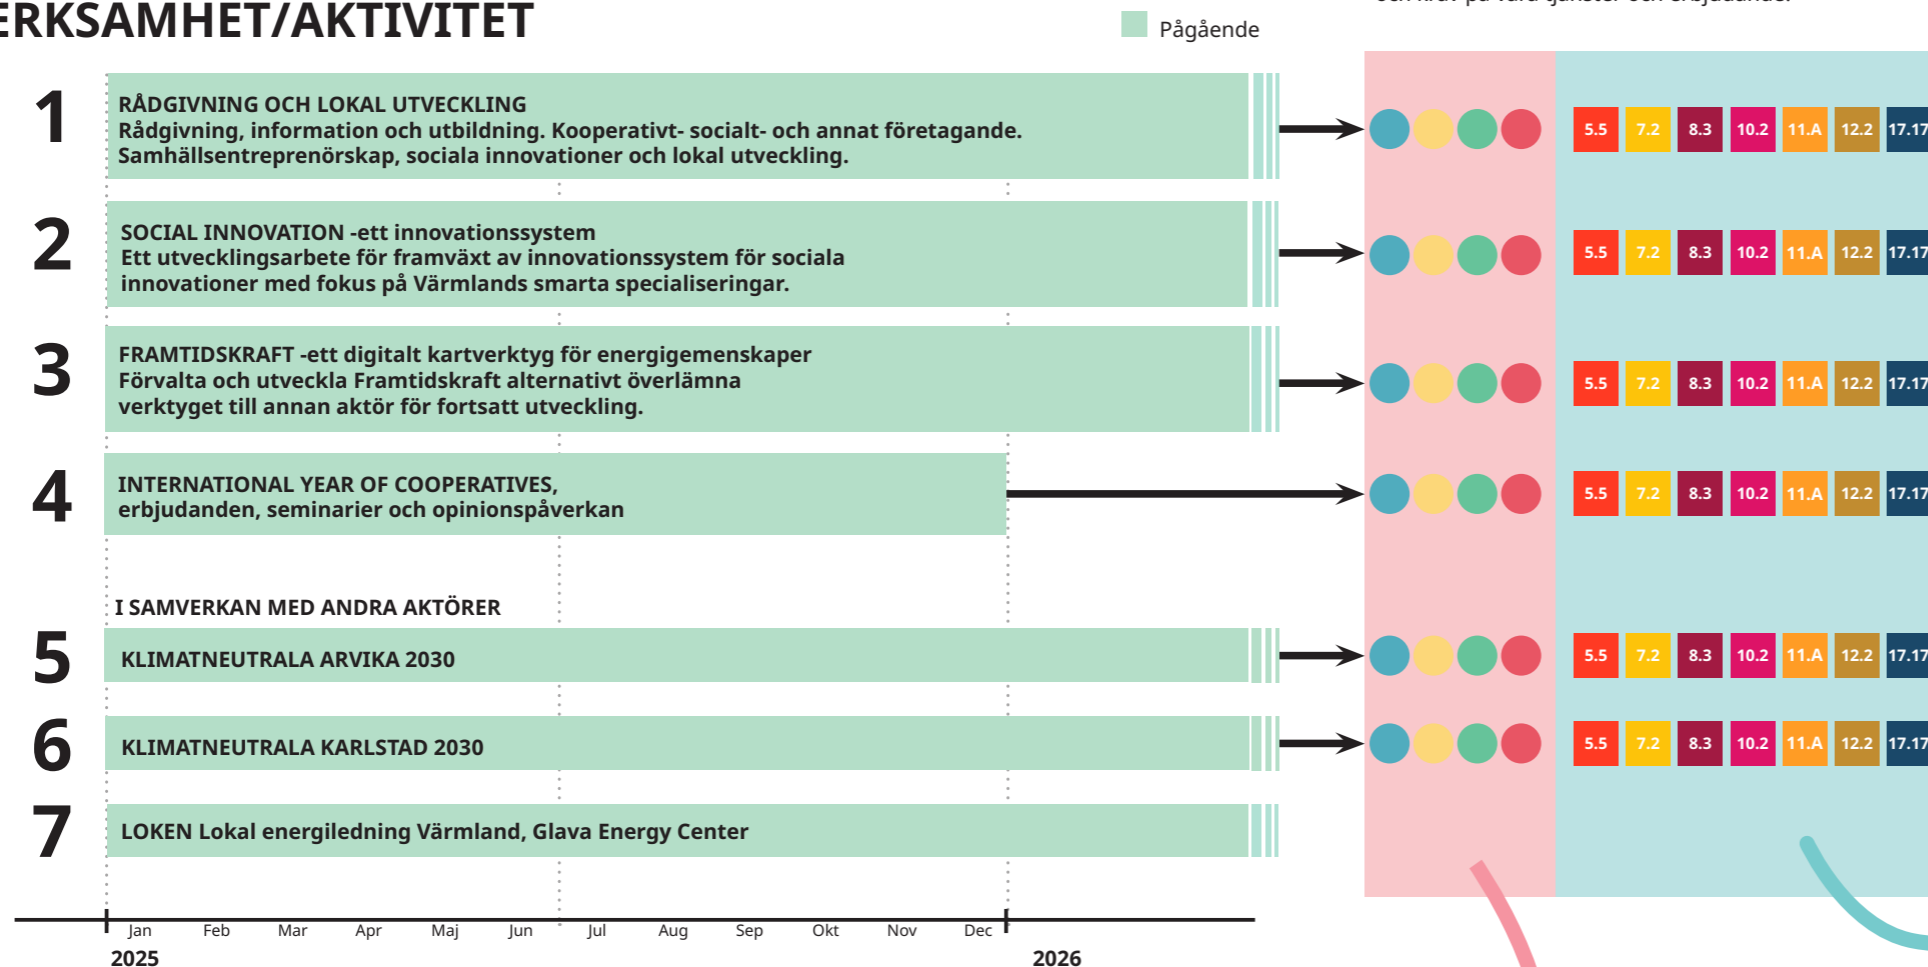 ERKSAMHET/AKTIVITET
Pågående
1
RÅDGIVNING OCH LOKAL UTVECKLING
Rådgivning, information och utbildning. Kooperativt- socialt- och annat företagande.
Samhällsentreprenörskap, sociala innovationer och lokal utveckling.
5.5 7.2 8.3 10.2 11.A 12.2 17.17
2
SOCIAL INNOVATION -ett innovationssystem
Ett utvecklingsarbete för framväxt av innovationssystem för sociala
innovationer med fokus på Värmlands smarta specialiseringar.
5.5 7.2 8.3 10.2 11.A 12.2 17.17
3
FRAMTIDSKRAFT -ett digitalt kartverktyg för energigemenskaper
Förvalta och utveckla Framtidskraft alternativt överlämna
verktyget till annan aktör för fortsatt utveckling.
5.5 7.2 8.3 10.2 11.A 12.2 17.17
4
INTERNATIONAL YEAR OF COOPERATIVES,
erbjudanden, seminarier och opinionspåverkan
5.5 7.2 8.3 10.2 11.A 12.2 17.17
I SAMVERKAN MED ANDRA AKTÖRER
5
KLIMATNEUTRALA ARVIKA 2030
5.5 7.2 8.3 10.2 11.A 12.2 17.17
6
KLIMATNEUTRALA KARLSTAD 2030
5.5 7.2 8.3 10.2 11.A 12.2 17.17
7
LOKEN Lokal energiledning Värmland, Glava Energy Center
Jan Feb Mar Apr Maj Jun Jul Aug Sep Okt Nov Dec
2025 2026